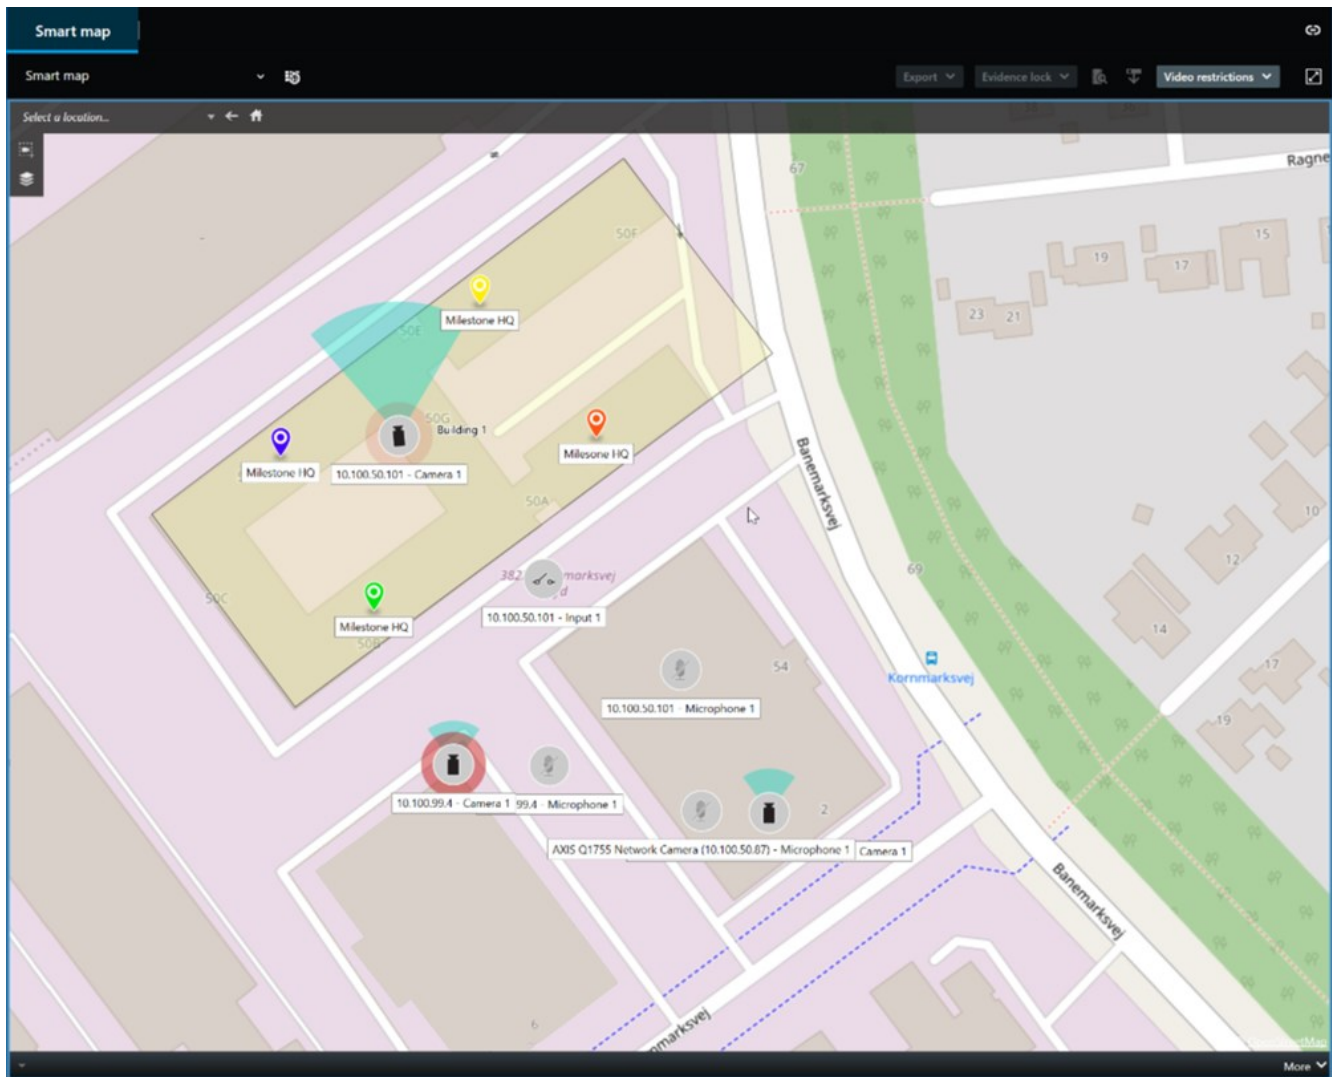 Smart map
Smart map
Export
Evidence lock
Video restrictions
Select a location...
67
Ragne
50F
15
19
17
Milestone HQ
50E
23
21
50G
Building 1
Milestone HQ
10.100.50.101 - Camera 1
Milesone HQ
Banemarksvej
50A
10
12
382
marksvej
d
69
50C
10.100.50.101 - Input 1
Milestone HQ
50B
14
54
17
Kornmarksvej
10.100.50.101 - Microphone 1
19
10.100.99.4 - Camera 1
99.4 - Microphone 1
2
AXIS Q1755 Network Camera (10.100.50.87) - Microphone 1
Camera 1
Banemarksvej
6
nmarksvej
OpenStreetMap
More